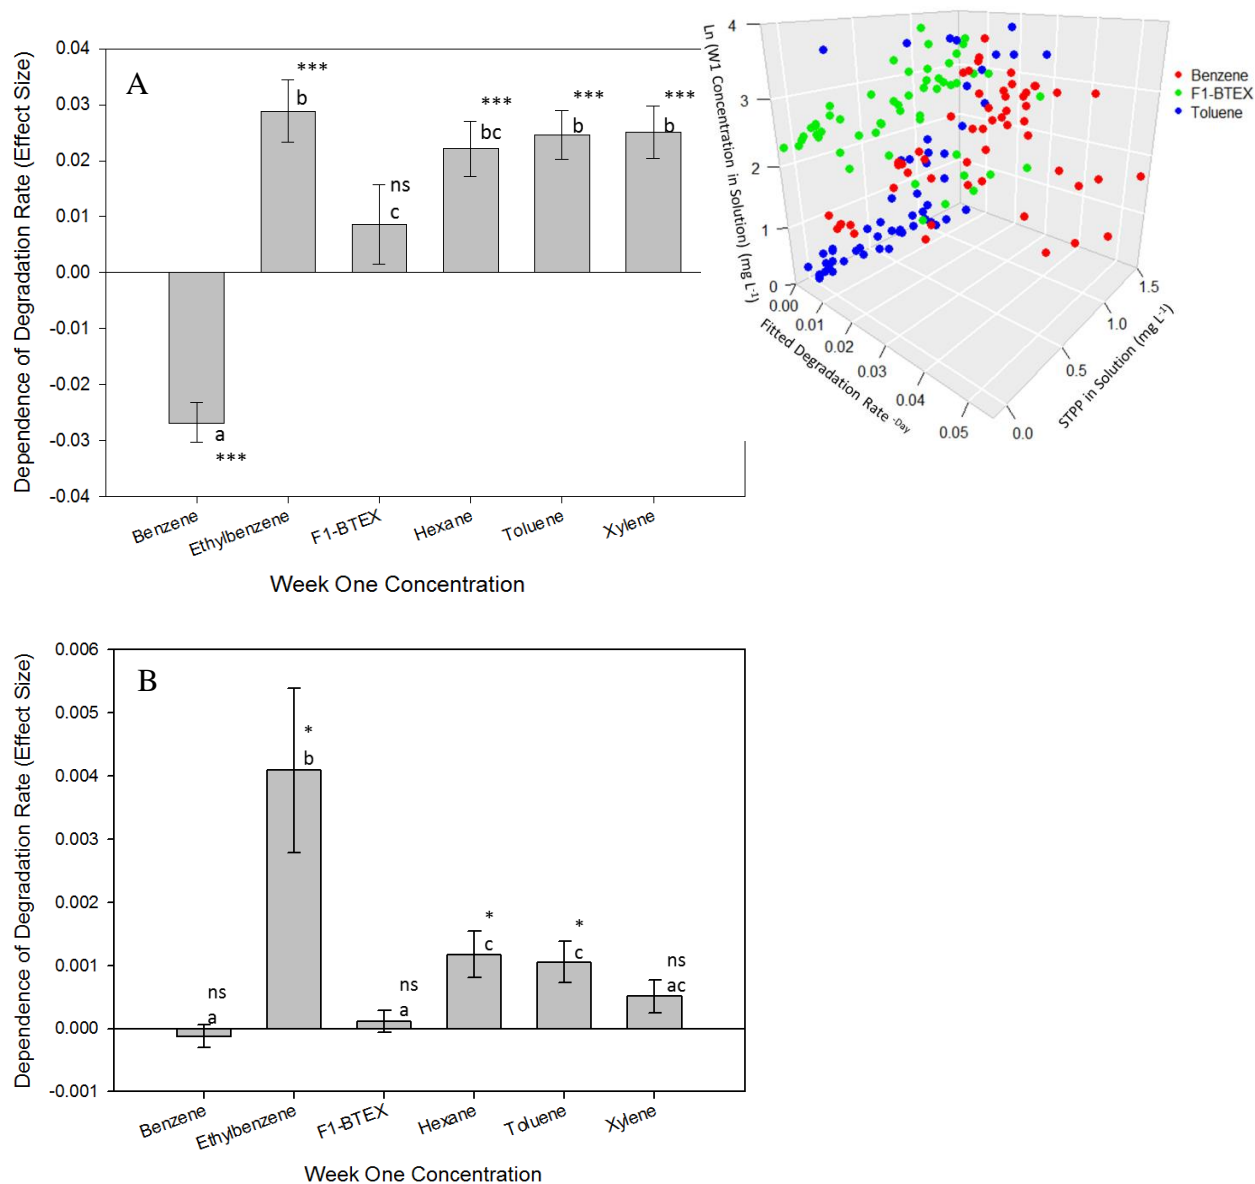 A
Dependence of Degradation Rate (Effect Size)
0.04
0.03
0.02
0.01
0.00
-0.01
-0.02
-0.03
-0.04
a
***
***
b
ns
c
***
bc
***
b
***
b
Benzene
Ethylbenzene
F1-BTEX
Hexane
Toluene
Xylene
Week One Concentration
Ln (W1 Concentration in Solution) (mg L-1)
4
3
2
1
0
0.00
0.01
0.02
0.03
0.04
0.05
Fitted Degradation Rate -Day
0.0
0.5
1.0
1.5
STPP in Solution (mg L-1)
Benzene
F1-BTEX
Toluene
B
Dependence of Degradation Rate (Effect Size)
0.006
0.005
0.004
0.003
0.002
0.001
0.000
-0.001
ns
a
*
b
ns
a
*
c
*
c
ns
ac
Benzene
Ethylbenzene
F1-BTEX
Hexane
Toluene
Xylene
Week One Concentration